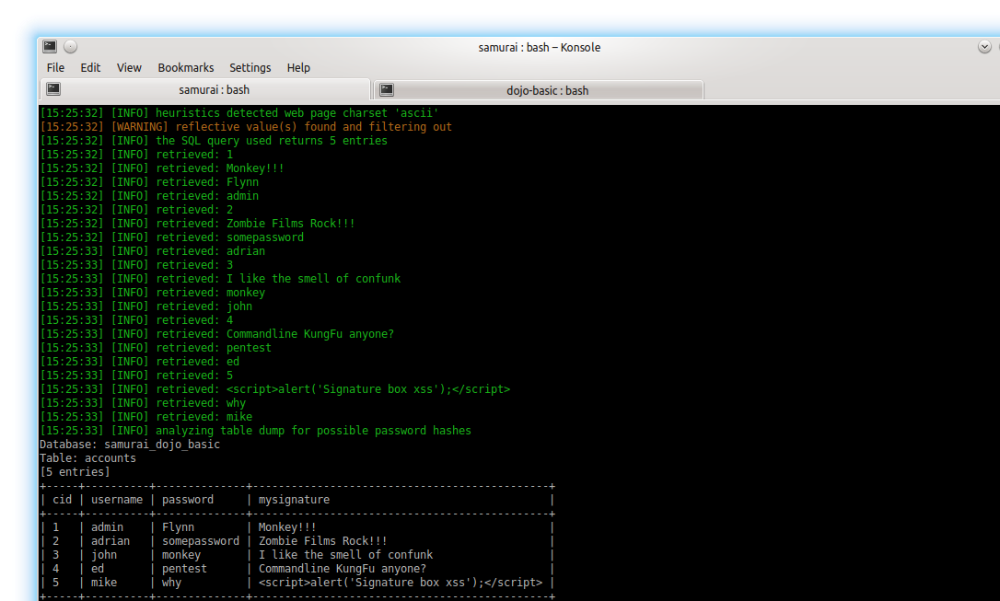 samurai : bash – Konsole
File Edit View Bookmarks Settings Help
samurai : bash dojo-basic : bash
[15:25:32] [INFO] heuristics detected web page charset 'ascii'
[15:25:32] [WARNING] reflective value(s) found and filtering out
[15:25:32] [INFO] the SQL query used returns 5 entries
[15:25:32] [INFO] retrieved: 1
[15:25:32] [INFO] retrieved: Monkey!!!
[15:25:32] [INFO] retrieved: Flynn
[15:25:32] [INFO] retrieved: admin
[15:25:32] [INFO] retrieved: 2
[15:25:32] [INFO] retrieved: Zombie Films Rock!!!
[15:25:32] [INFO] retrieved: somepassword
[15:25:33] [INFO] retrieved: adrian
[15:25:33] [INFO] retrieved: 3
[15:25:33] [INFO] retrieved: I like the smell of confunk
[15:25:33] [INFO] retrieved: monkey
[15:25:33] [INFO] retrieved: john
[15:25:33] [INFO] retrieved: 4
[15:25:33] [INFO] retrieved: Commandline KungFu anyone?
[15:25:33] [INFO] retrieved: pentest
[15:25:33] [INFO] retrieved: ed
[15:25:33] [INFO] retrieved: 5
[15:25:33] [INFO] retrieved: <script>alert('Signature box xss');</script>
[15:25:33] [INFO] retrieved: why
[15:25:33] [INFO] retrieved: mike
[15:25:33] [INFO] analyzing table dump for possible password hashes
Database: samurai_dojo_basic
Table: accounts
[5 entries]
+-----+----------+--------------+----------------------------------------------+
| cid | username | password     | mysignature                                  |
+-----+----------+--------------+----------------------------------------------+
| 1   | admin    | Flynn        | Monkey!!!                                    |
| 2   | adrian   | somepassword | Zombie Films Rock!!!                         |
| 3   | john     | monkey       | I like the smell of confunk                  |
| 4   | ed       | pentest      | Commandline KungFu anyone?                   |
| 5   | mike     | why          | <script>alert('Signature box xss');</script> |
+-----+----------+--------------+----------------------------------------------+